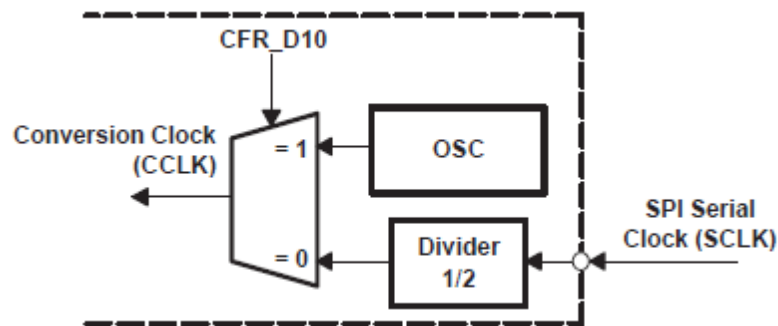 CFR_D10
Conversion Clock
(CCLK)
= 1
OSC
= 0
Divider
1/2
SPI Serial
Clock (SCLK)